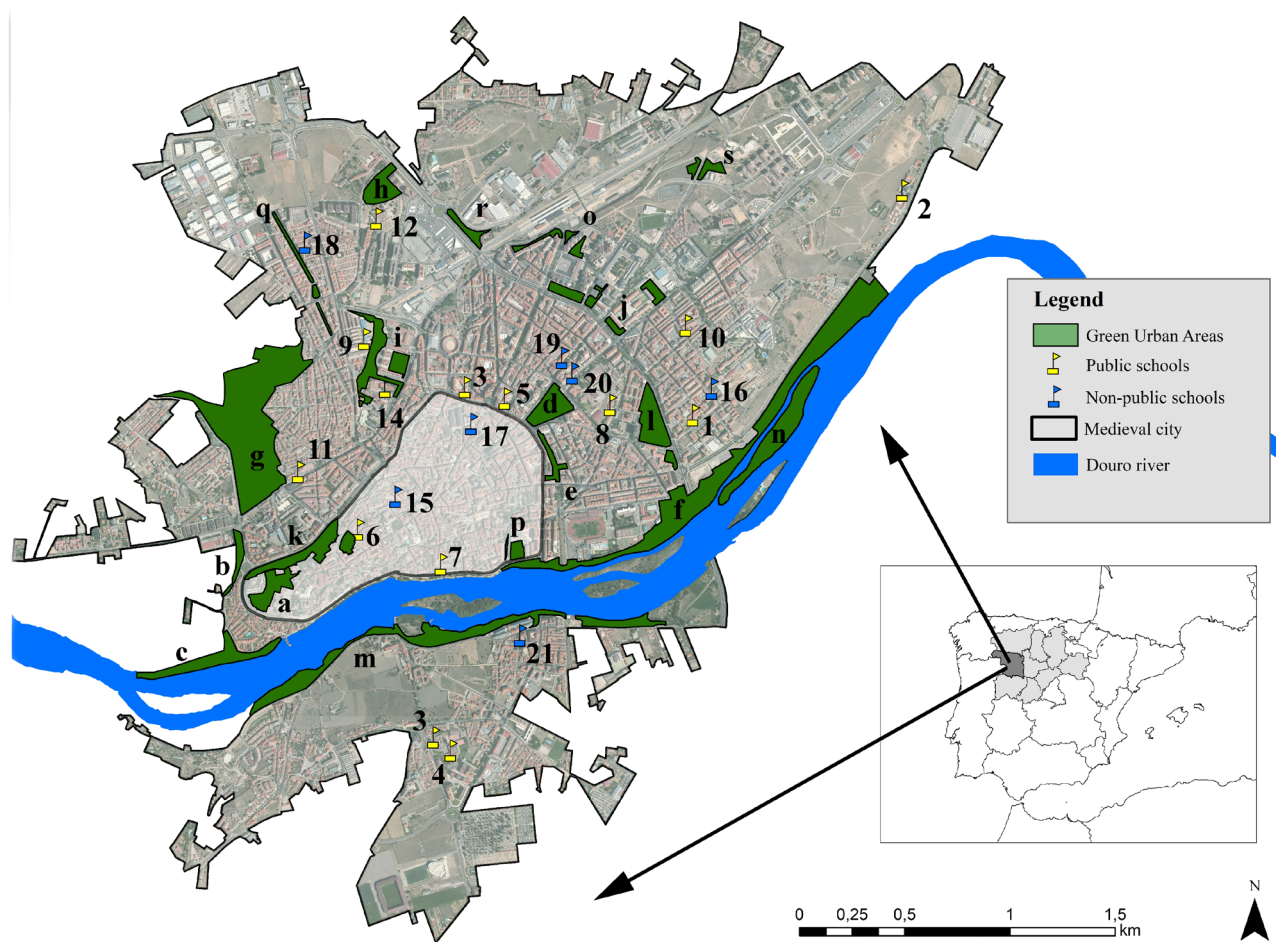 s
h
r
2
q
12
o
18
j
i
10
9
19
3
5
20
16
14
d
8
l
1
17
n
g
11
e
15
f
k
6
p
7
b
a
c
m
21
3
4
Legend
Green Urban Areas
Public schools
Non-public schools
Medieval city
Douro river
N
0 0,25 0,5 1 1,5
km